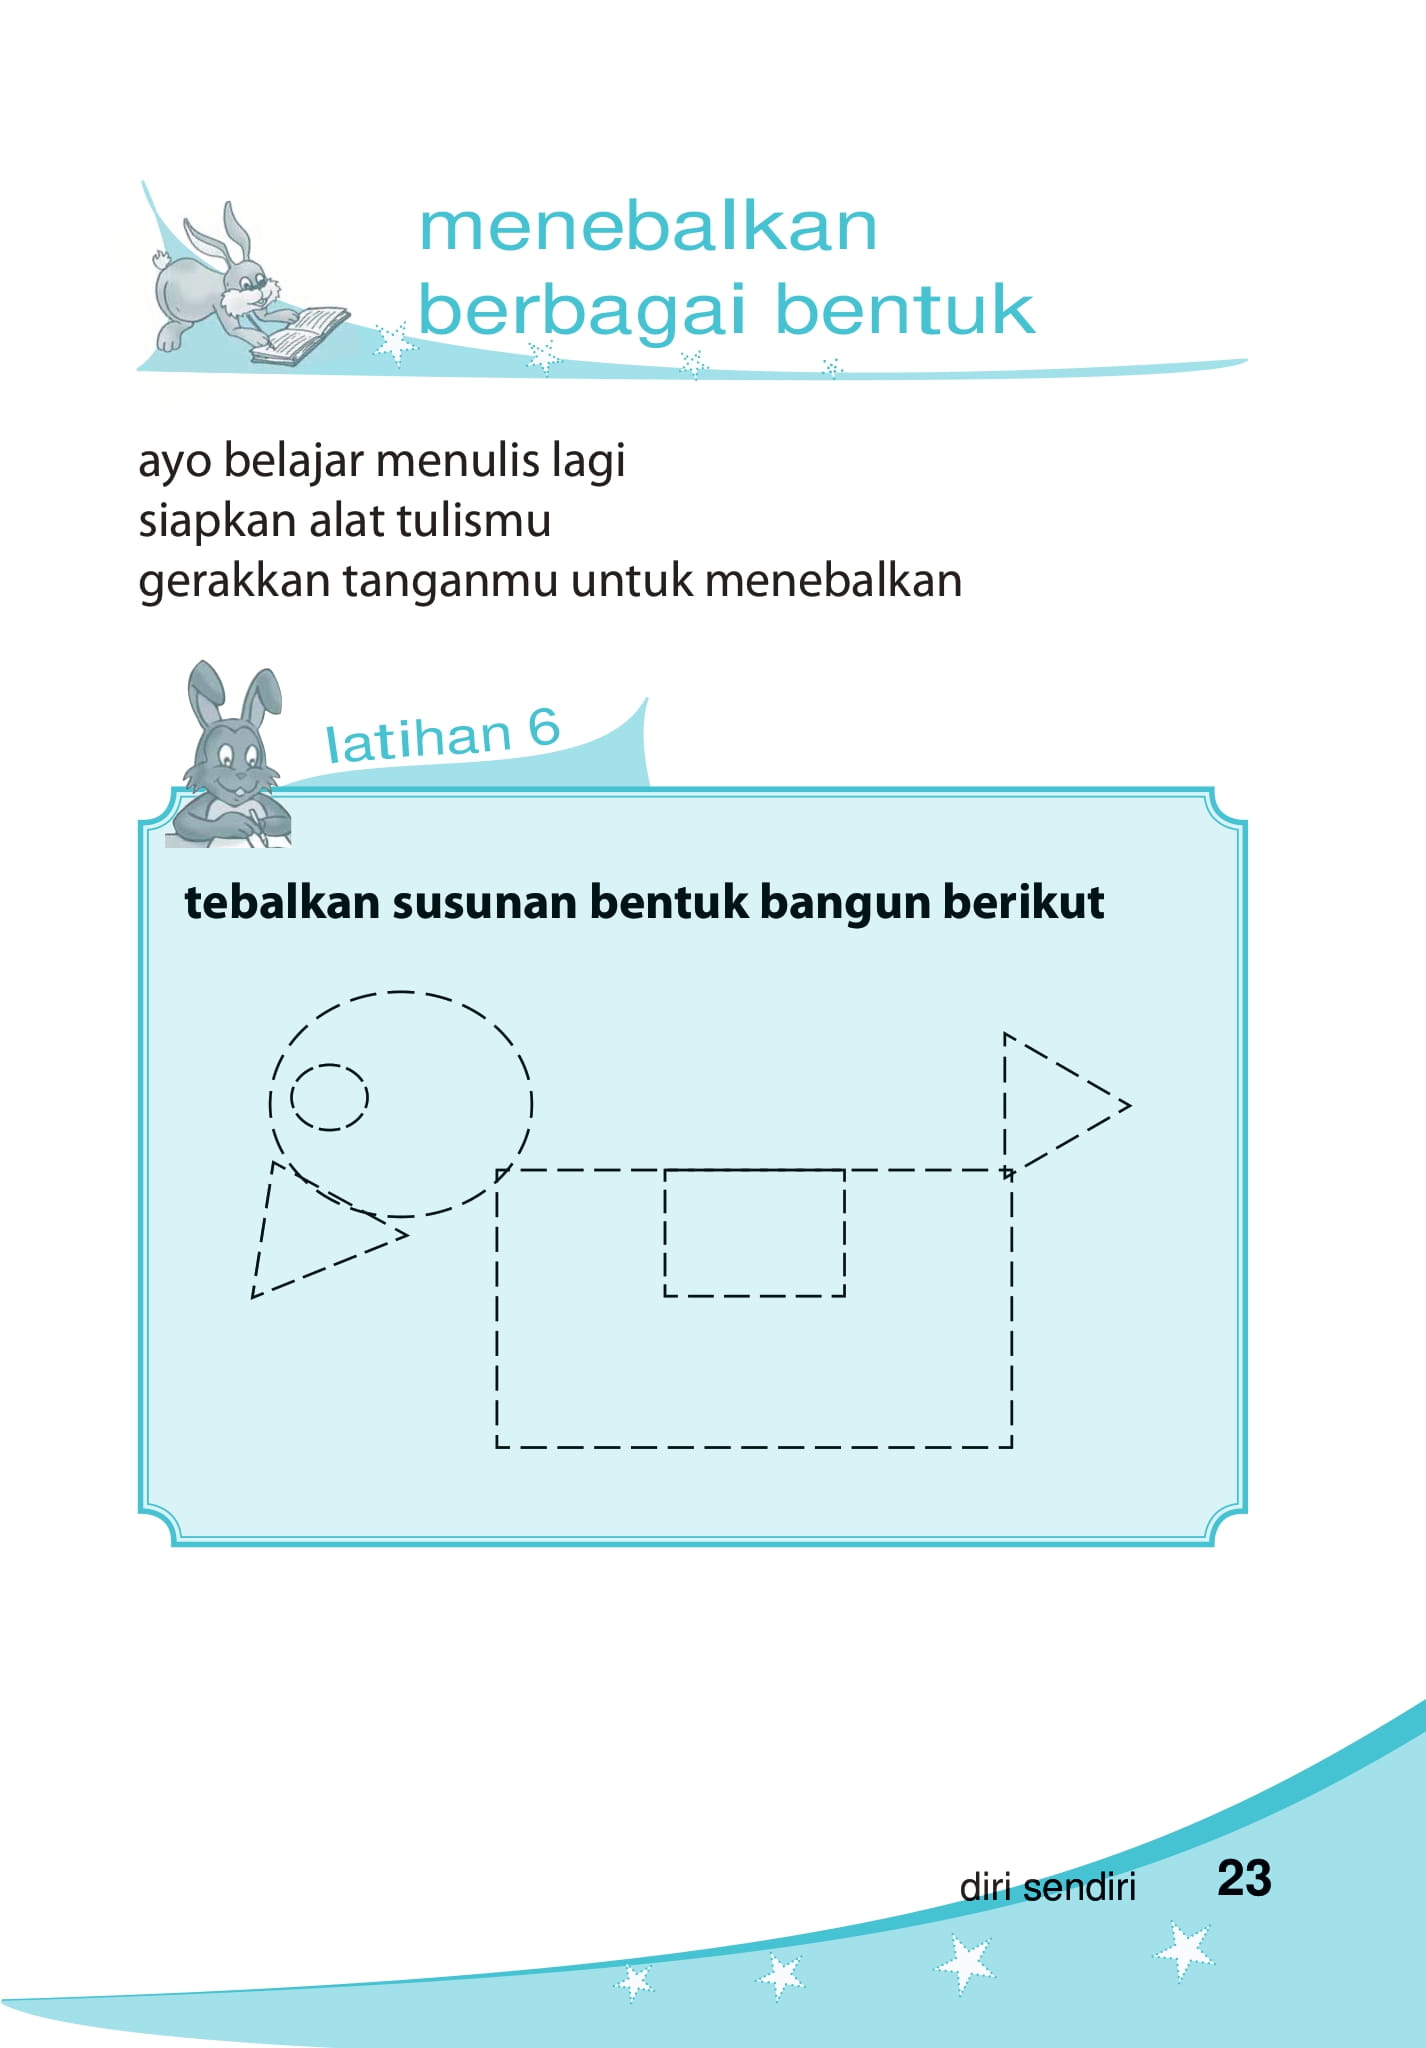 menebalkan
berbagai bentuk
ayo belajar menulis lagi
siapkan alat tulismu
gerakkan tanganmu untuk menebalkan
latihan 6
tebalkan susunan bentuk bangun berikut
diri sendiri 23